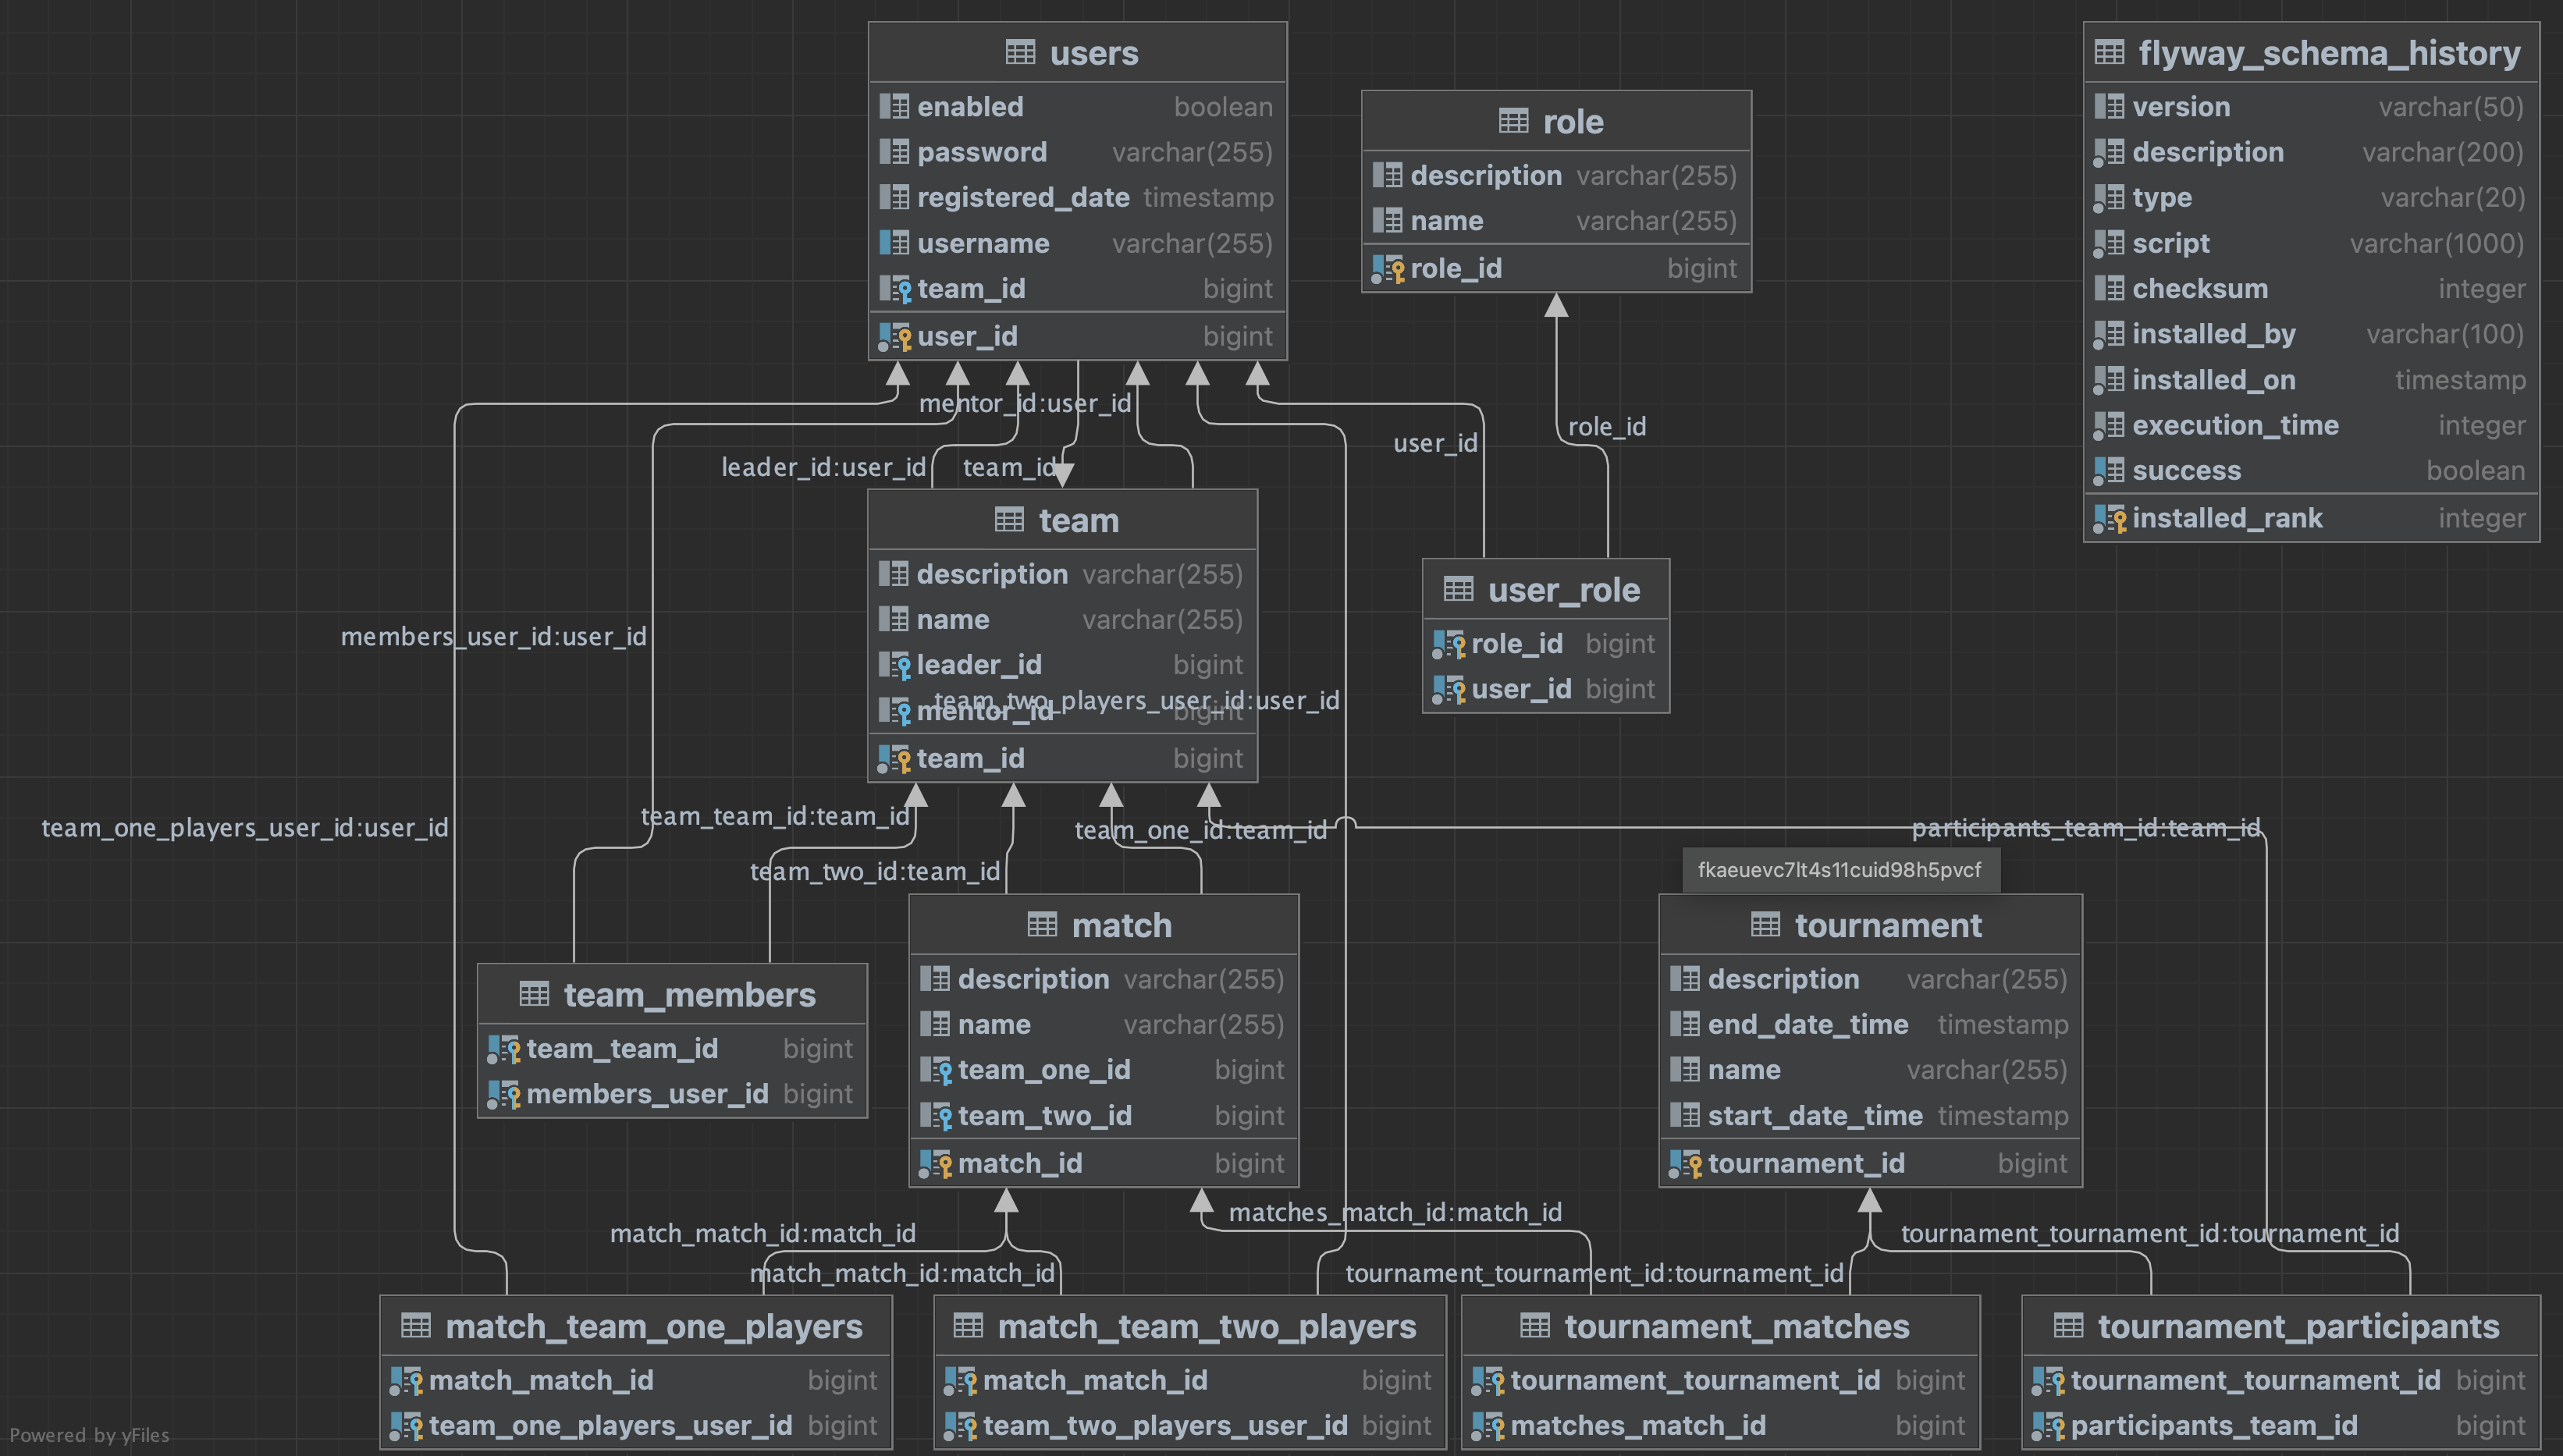 users
enabled boolean
password varchar(255)
registered_date timestamp
username varchar(255)
team_id bigint
user_id bigint
role
description varchar(255)
name varchar(255)
role_id bigint
flyway_schema_history
version varchar(50)
description varchar(200)
type varchar(20)
script varchar(1000)
checksum integer
installed_by varchar(100)
installed_on timestamp
execution_time integer
success boolean
installed_rank integer
mentor_id:user_id
leader_id:user_id
team_id
user_id
role_id
team
description varchar(255)
name varchar(255)
leader_id bigint
mentor_id bigint
team_id bigint
team_two_players_user_id:user_id
user_role
role_id bigint
user_id bigint
members_user_id:user_id
team_one_players_user_id:user_id
team_team_id:team_id
team_two_id:team_id
team_one_id:team_id
participants_team_id:team_id
fkaeuevc7lt4s11cuid98h5pvcf
team_members
team_team_id bigint
members_user_id bigint
match
description varchar(255)
name varchar(255)
team_one_id bigint
team_two_id bigint
match_id bigint
tournament
description varchar(255)
end_date_time timestamp
name varchar(255)
start_date_time timestamp
tournament_id bigint
match_match_id:match_id
match_match_id:match_id
matches_match_id:match_id
tournament_tournament_id:tournament_id
tournament_tournament_id:tournament_id
match_team_one_players
match_match_id bigint
team_one_players_user_id bigint
match_team_two_players
match_match_id bigint
team_two_players_user_id bigint
tournament_matches
tournament_tournament_id bigint
matches_match_id bigint
tournament_participants
tournament_tournament_id bigint
participants_team_id bigint
Powered by yFiles